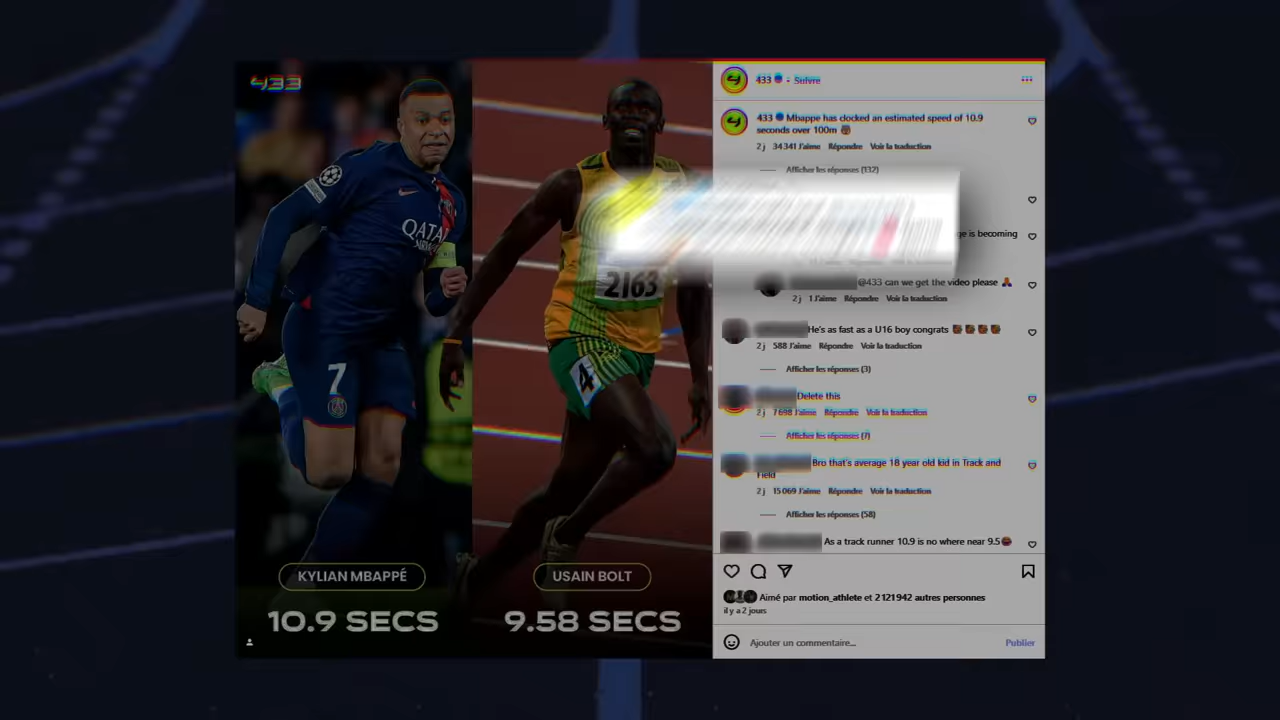 433
QATAR
7
2163
4
KYLIAN MBAPPÉ
10.9 SECS
USAIN BOLT
9.58 SECS
433 • Suivre
433 Mbappe has clocked an estimated speed of 10.9
seconds over 100m
2 j 34 341 J'aime Répondre Voir la traduction
Afficher les réponses (132)
is becoming
@433 can we get the video please
2 j 1 J'aime Répondre Voir la traduction
He's as fast as a U16 boy congrats
2 j 588 J'aime Répondre Voir la traduction
Afficher les réponses (3)
Delete this
2 j 7 698 J'aime Répondre Voir la traduction
Afficher les réponses (7)
Bro that's average 18 year old kid in Track and
Field
2 j 15 069 J'aime Répondre Voir la traduction
Afficher les réponses (58)
As a track runner 10.9 is no where near 9.5
Aimé par motion_athlete et 2 121 942 autres personnes
il y a 2 jours
Ajouter un commentaire...
Publier